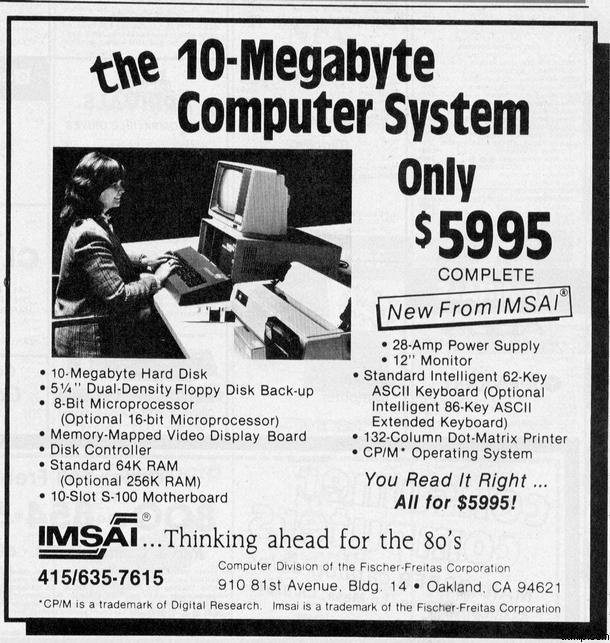 the 10-Megabyte
Computer System
Only
$5995
COMPLETE
New From IMSAI®
• 28-Amp Power Supply
• 12" Monitor
• Standard Intelligent 62-Key
ASCII Keyboard (Optional
Intelligent 86-Key ASCII
Extended Keyboard)
• 132-Column Dot-Matrix Printer
• CP/M* Operating System
You Read It Right ...
All for $5995!
• 10-Megabyte Hard Disk
• 5¼" Dual-Density Floppy Disk Back-up
• 8-Bit Microprocessor
(Optional 16-bit Microprocessor)
• Memory-Mapped Video Display Board
• Disk Controller
• Standard 64K RAM
(Optional 256K RAM)
• 10-Slot S-100 Motherboard
IMSAI® ...Thinking ahead for the 80's
415/635-7615
Computer Division of the Fischer-Freitas Corporation
910 81st Avenue, Bldg. 14 • Oakland, CA 94621
*CP/M is a trademark of Digital Research. Imsai is a trademark of the Fischer-Freitas Corporation